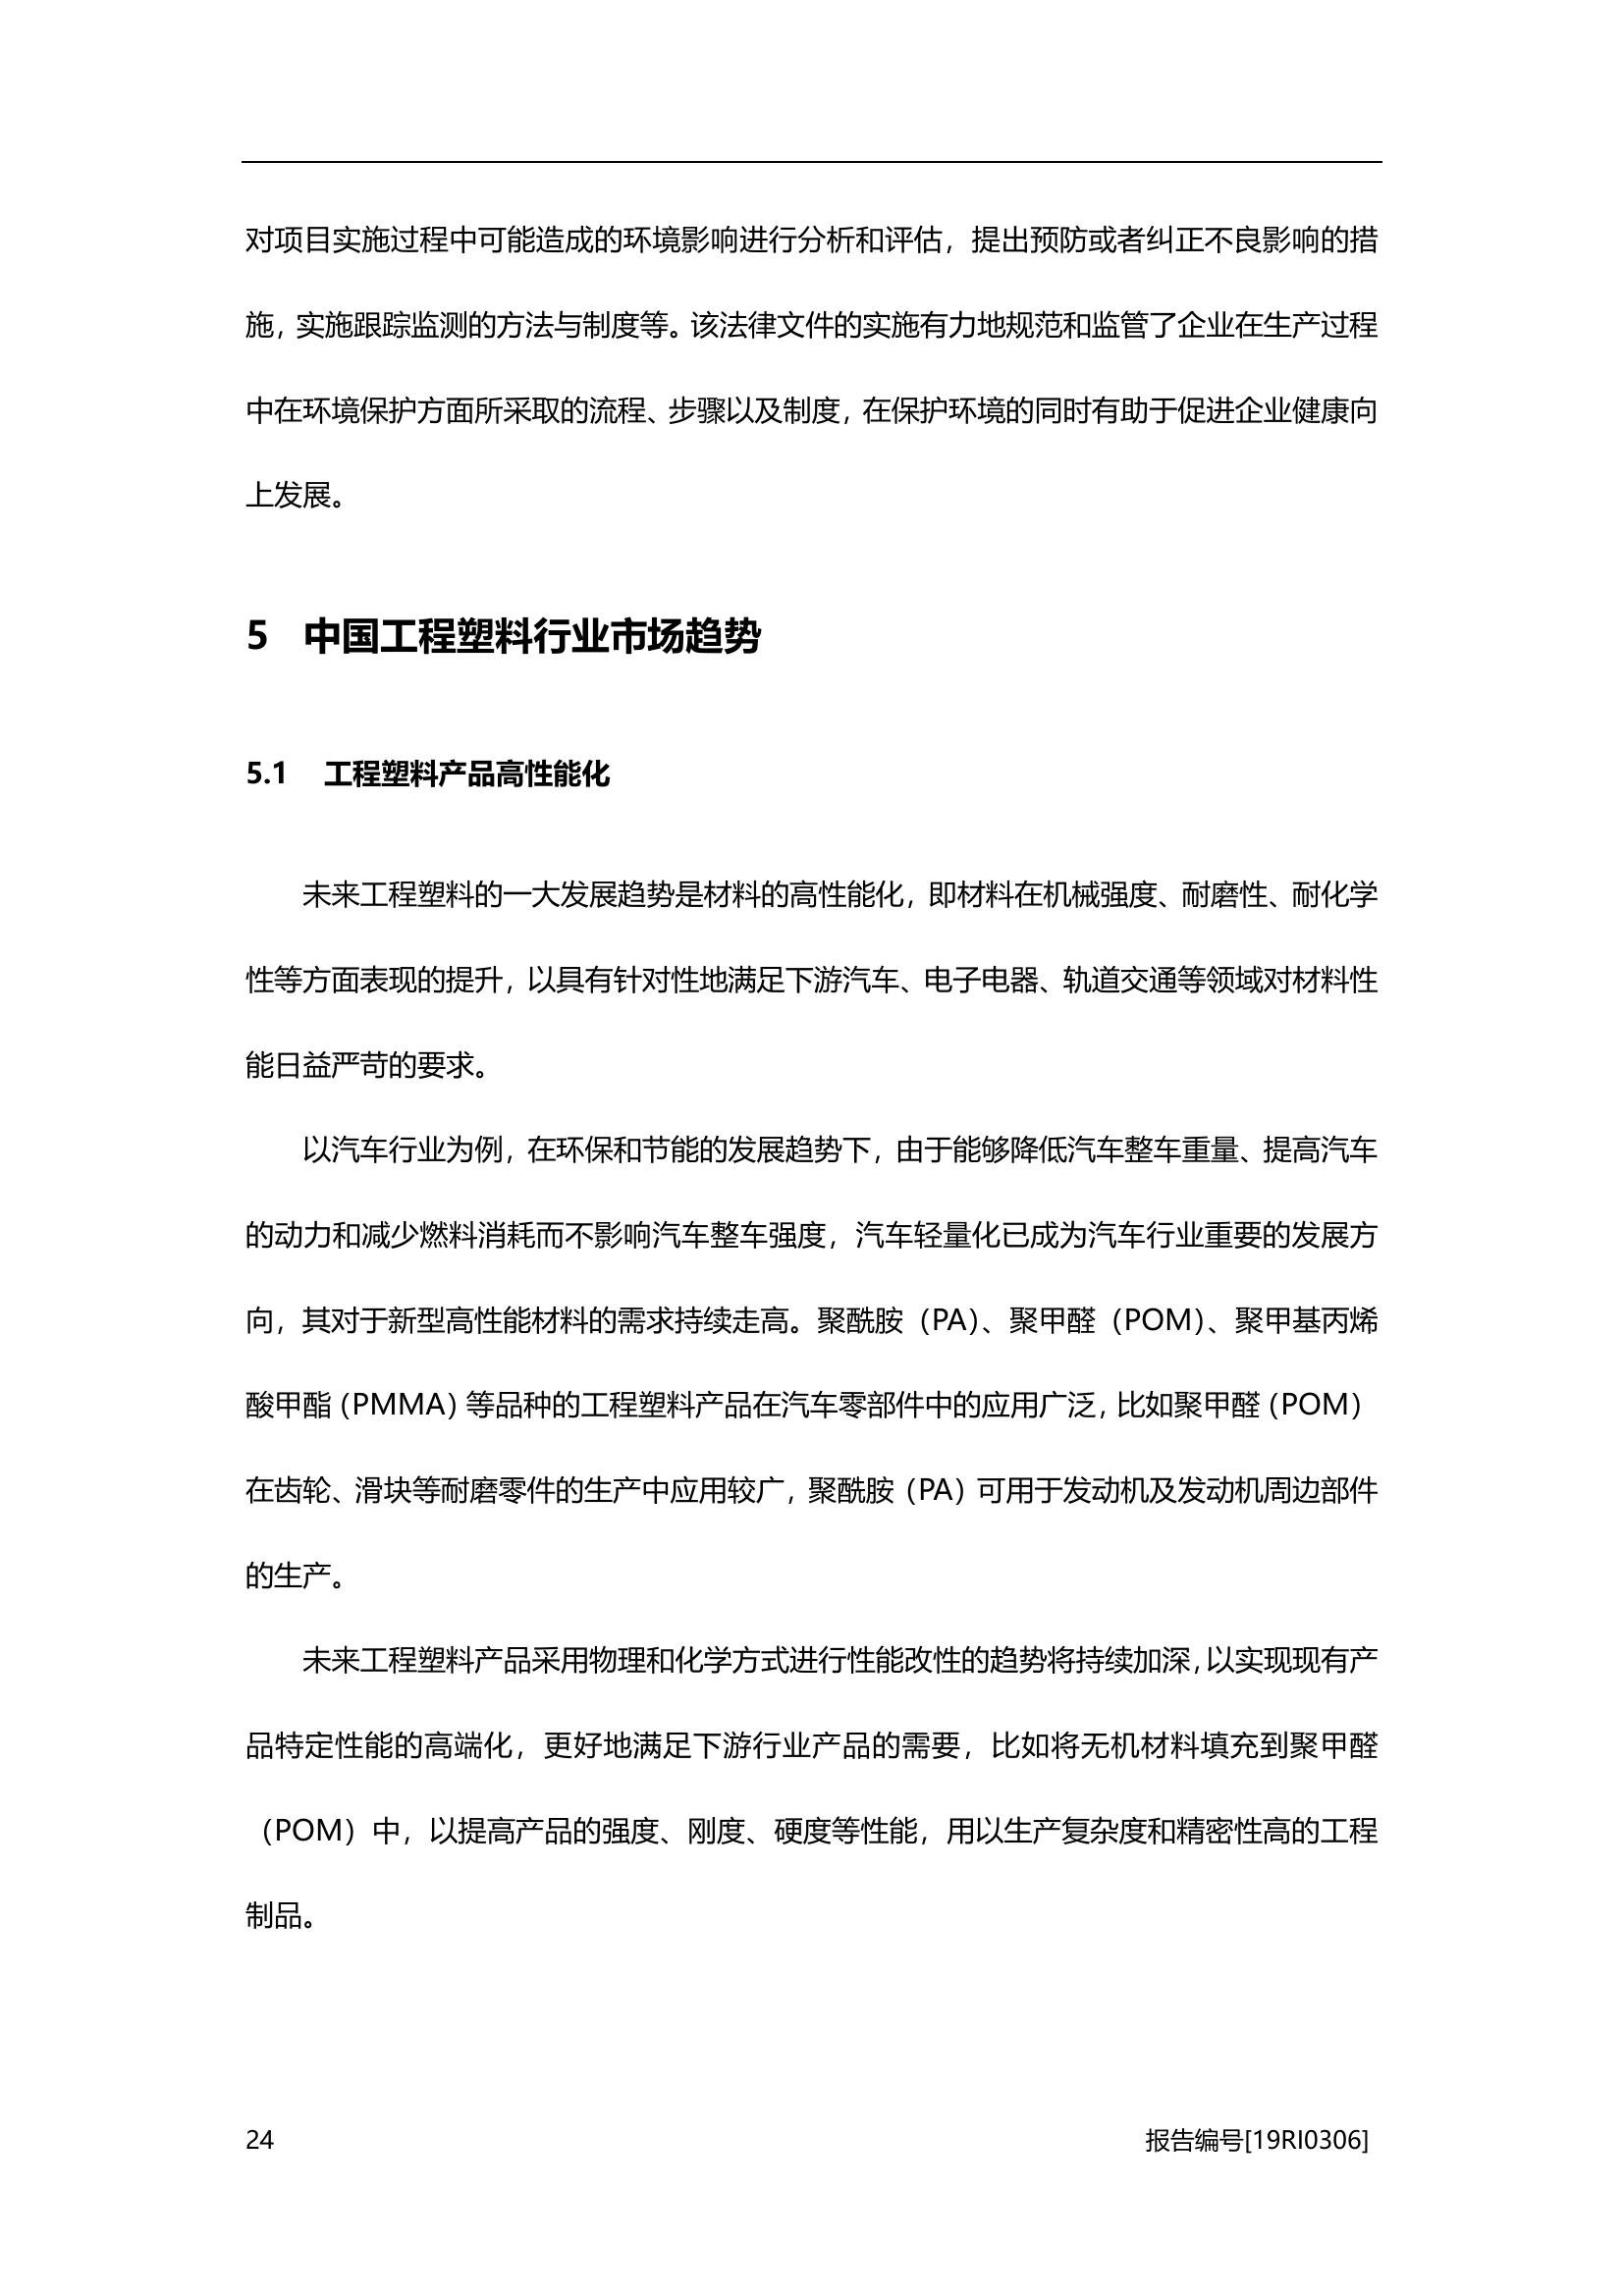 对项目实施过程中可能造成的环境影响进行分析和评估，提出预防或者纠正不良影响的措
施，实施跟踪监测的方法与制度等。该法律文件的实施有力地规范和监管了企业在生产过程
中在环境保护方面所采取的流程、步骤以及制度，在保护环境的同时有助于促进企业健康向
上发展。
5 中国工程塑料行业市场趋势
5.1 工程塑料产品高性能化
未来工程塑料的一大发展趋势是材料的高性能化，即材料在机械强度、耐磨性、耐化学
性等方面表现的提升，以具有针对性地满足下游汽车、电子电器、轨道交通等领域对材料性
能日益严苛的要求。
以汽车行业为例，在环保和节能的发展趋势下，由于能够降低汽车整车重量、提高汽车
的动力和减少燃料消耗而不影响汽车整车强度，汽车轻量化已成为汽车行业重要的发展方
向，其对于新型高性能材料的需求持续走高。聚酰胺（PA）、聚甲醛（POM）、聚甲基丙烯
酸甲酯（PMMA）等品种的工程塑料产品在汽车零部件中的应用广泛，比如聚甲醛（POM）
在齿轮、滑块等耐磨零件的生产中应用较广，聚酰胺（PA）可用于发动机及发动机周边部件
的生产。
未来工程塑料产品采用物理和化学方式进行性能改性的趋势将持续加深，以实现现有产
品特定性能的高端化，更好地满足下游行业产品的需要，比如将无机材料填充到聚甲醛
（POM）中，以提高产品的强度、刚度、硬度等性能，用以生产复杂度和精密性高的工程
制品。
24 报告编号[19RI0306]